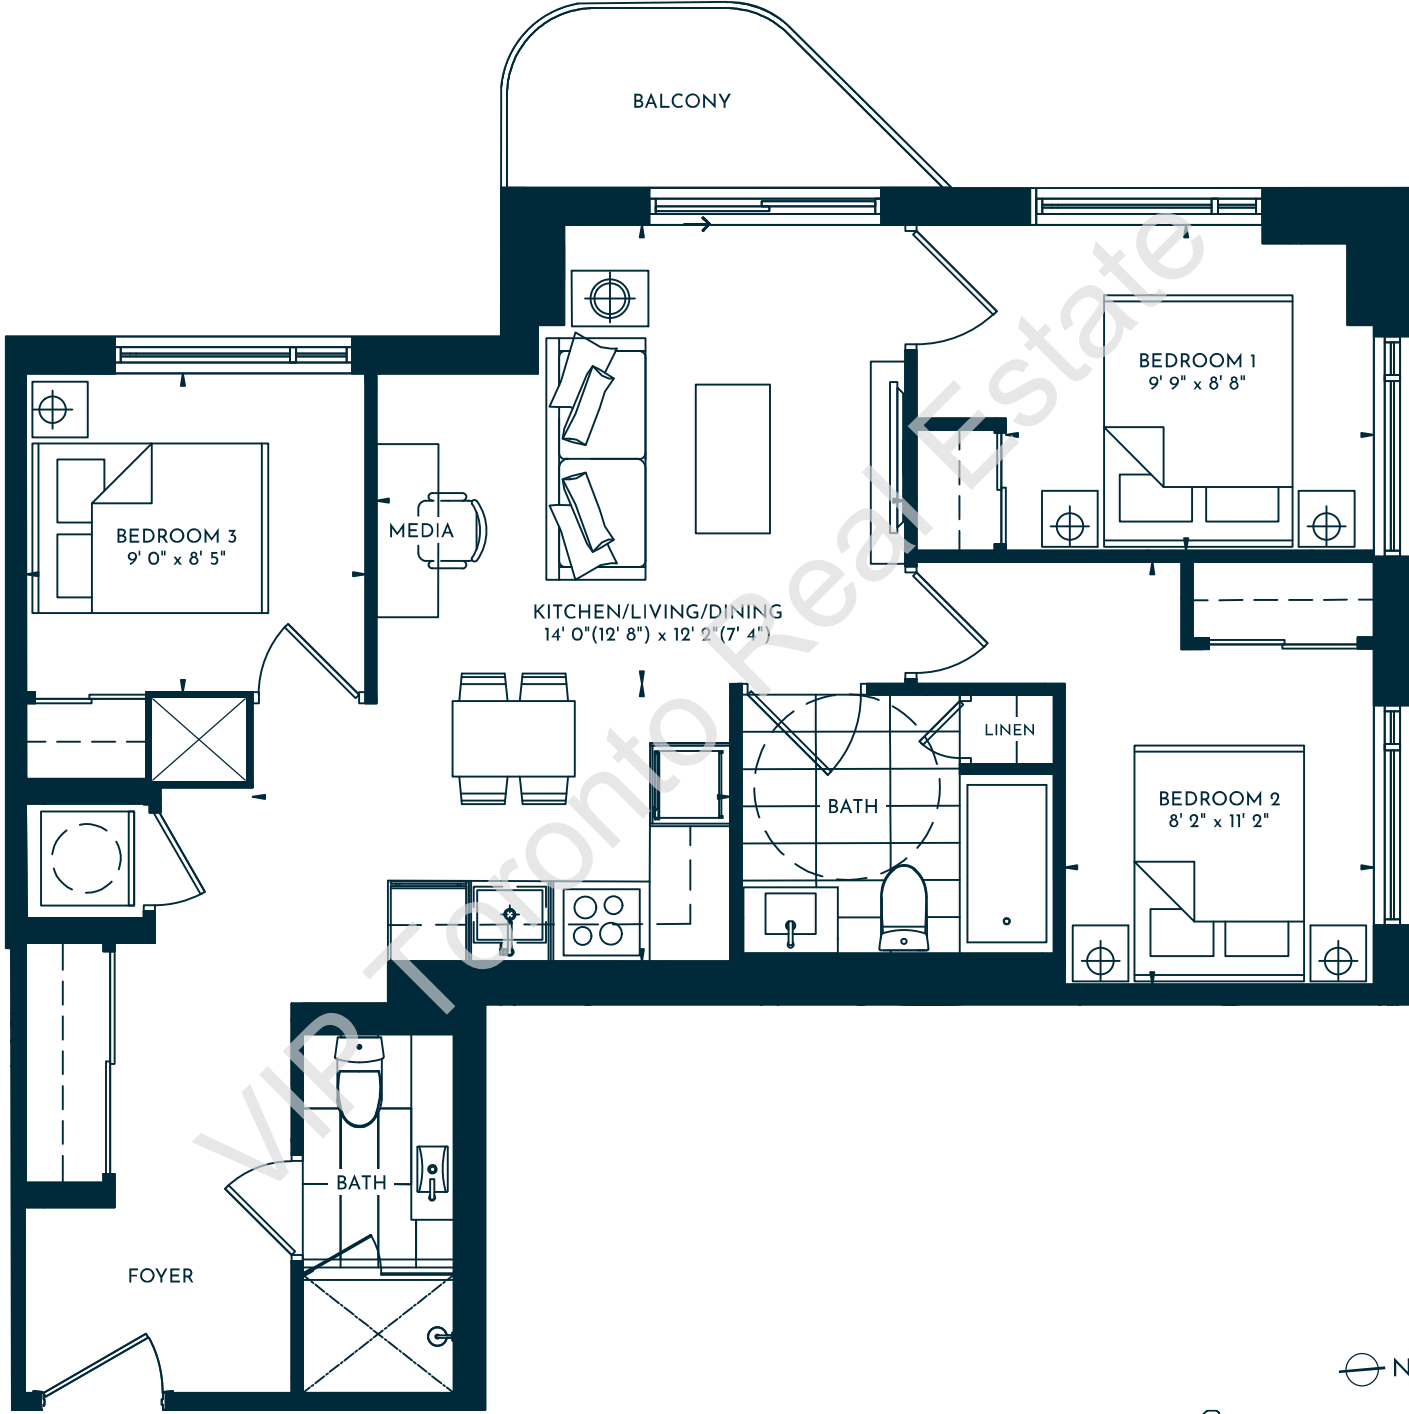 BALCONY
BEDROOM 1
9' 9" x 8' 8"
BEDROOM 3
9' 0" x 8' 5"
MEDIA
KITCHEN/LIVING/DINING
14' 0"(12' 8") x 12' 2"(7' 4")
LINEN
BATH
BEDROOM 2
8' 2" x 11' 2"
BATH
FOYER
N
VIP Toronto Real Estate